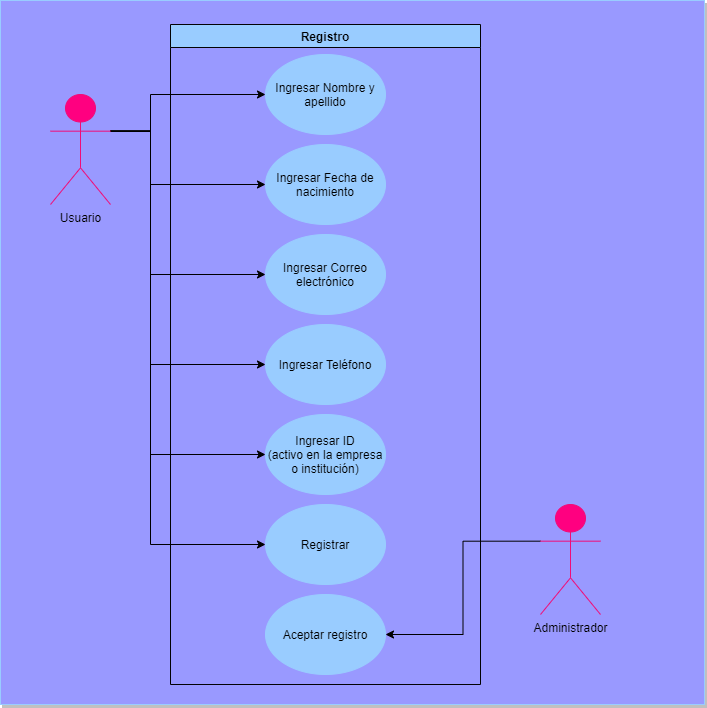 Registro
Ingresar Nombre y
apellido
Usuario
Ingresar Fecha de
nacimiento
Ingresar Correo
electrónico
Ingresar Teléfono
Ingresar ID
(activo en la empresa
o institución)
Registrar
Administrador
Aceptar registro